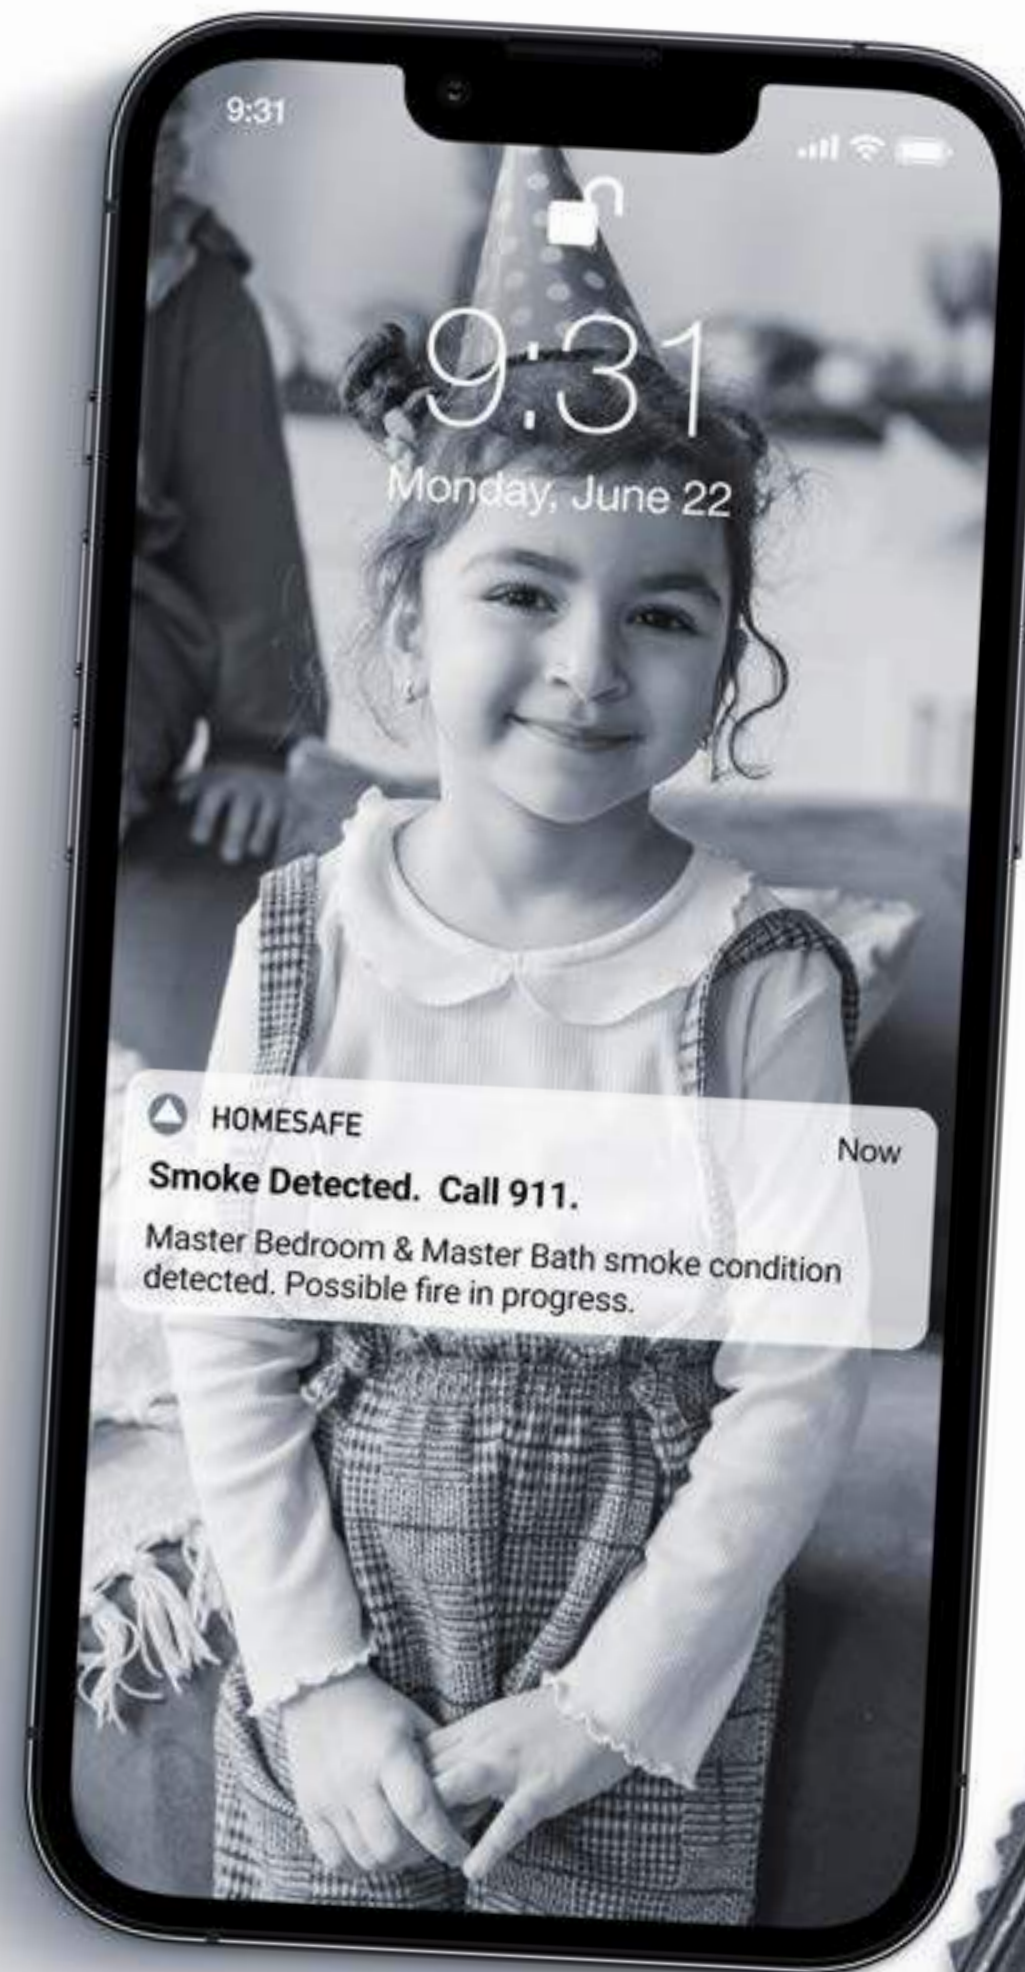 9:31
9:31
Monday, June 22
HOMESAFE
Now
Smoke Detected.  Call 911.
Master Bedroom & Master Bath smoke condition
detected. Possible fire in progress.